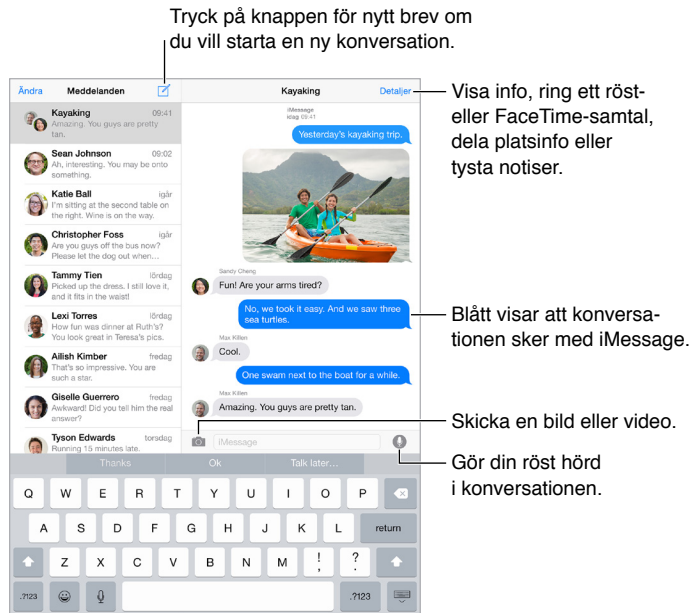 Tryck på knappen för nytt brev om
du vill starta en ny konversation.
Ändra
Meddelanden
Kayaking 09:41
Amazing. You guys are pretty
tan.
Sean Johnson 09:02
Ah, interesting. You may be onto
something.
Katie Ball igår
I'm sitting at the second table on
the right. Wine is on the way.
Christopher Foss igår
Are you guys off the bus now?
Please let the dog out when…
Tammy Tien lördag
Picked up the dress. I still love it,
and it fits in the waist!
Lexi Torres lördag
How fun was dinner at Ruth's?
You look great in Teresa's pics.
Ailish Kimber fredag
That's so impressive. You are
such a star.
Giselle Guerrero fredag
Awkward! Did you tell him the real
answer?
Tyson Edwards torsdag
Running 15 minutes late.
Kayaking
Detaljer
iMessage
idag 09:41
Yesterday's kayaking trip.
Sandy Cheng
Fun! Are your arms tired?
No, we took it easy. And we saw three
sea turtles.
Max Killen
Cool.
One swam next to the boat for a while.
Max Killen
Amazing. You guys are pretty tan.
iMessage
Visa info, ring ett röst-
eller FaceTime-samtal,
dela platsinfo eller
tysta notiser.
Blått visar att konversa-
tionen sker med iMessage.
Skicka en bild eller video.
Gör din röst hörd
i konversationen.
Thanks Ok Talk later…
Q W E R T Y U I O P
A S D F G H J K L return
Z X C V B N M ! , ? .
.?123 .?123